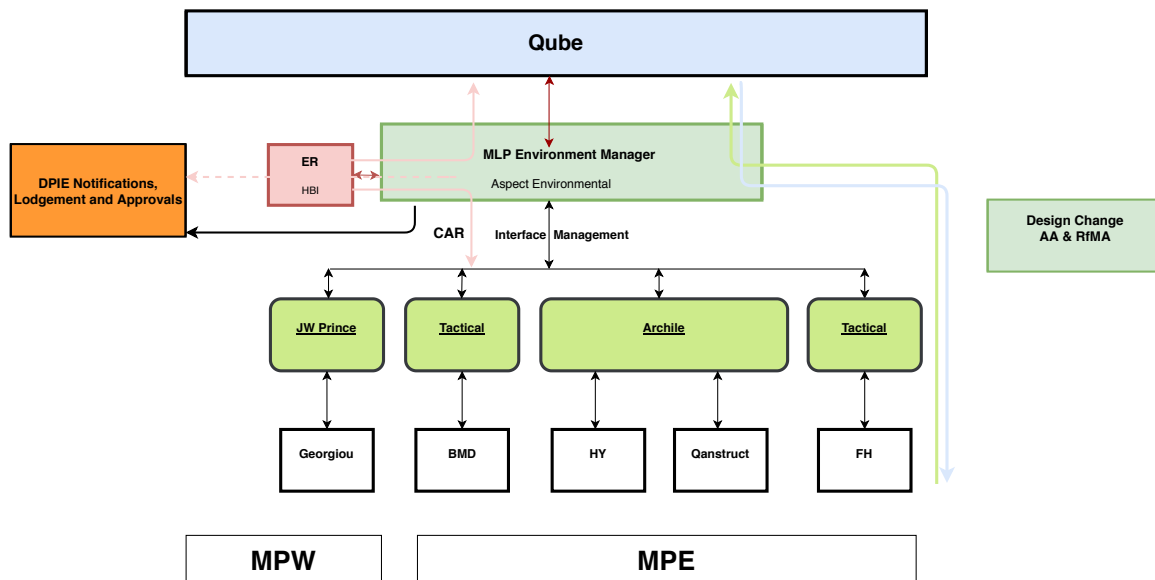 Qube
ER
HBI
MLP Environment Manager
Aspect Environmental
DPIE Notifications,
Lodgement and Approvals
Design Change
AA & RfMA
CAR
Interface Management
JW Prince
Tactical
Archile
Tactical
Georgiou
BMD
HY
Qanstruct
FH
MPW
MPE